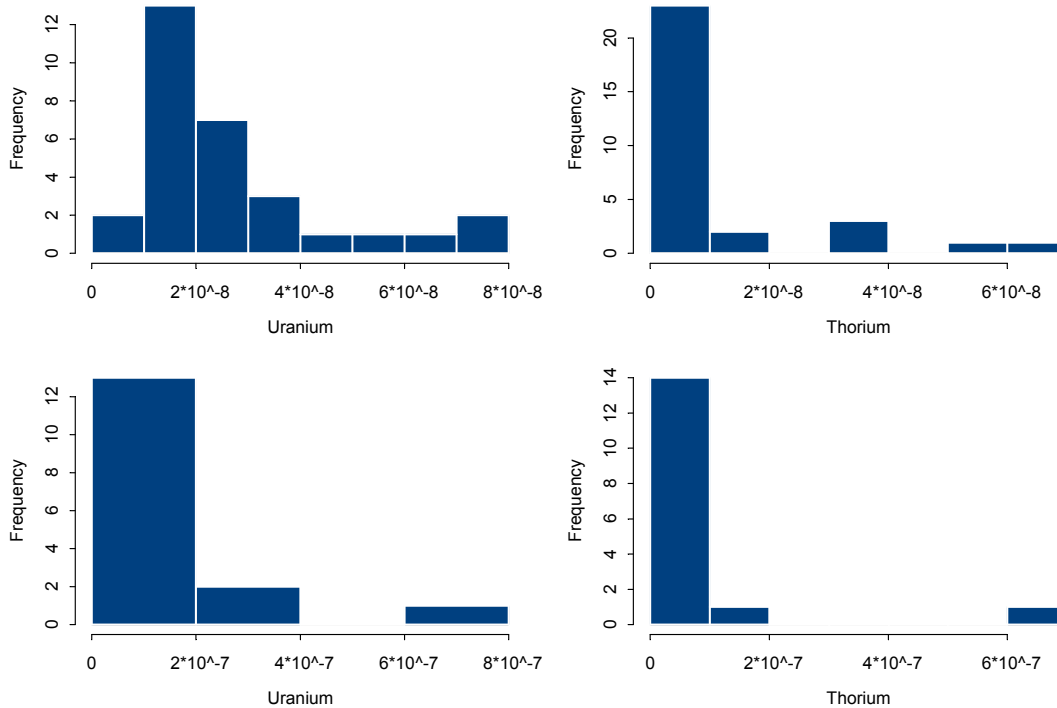 Frequency
0 2 4 6 8 10 12
0 2*10^-8 4*10^-8 6*10^-8 8*10^-8
Uranium
Frequency
0 5 10 15 20
0 2*10^-8 4*10^-8 6*10^-8
Thorium
Frequency
0 2 4 6 8 10 12
0 2*10^-7 4*10^-7 6*10^-7 8*10^-7
Uranium
Frequency
0 2 4 6 8 10 12 14
0 2*10^-7 4*10^-7 6*10^-7
Thorium